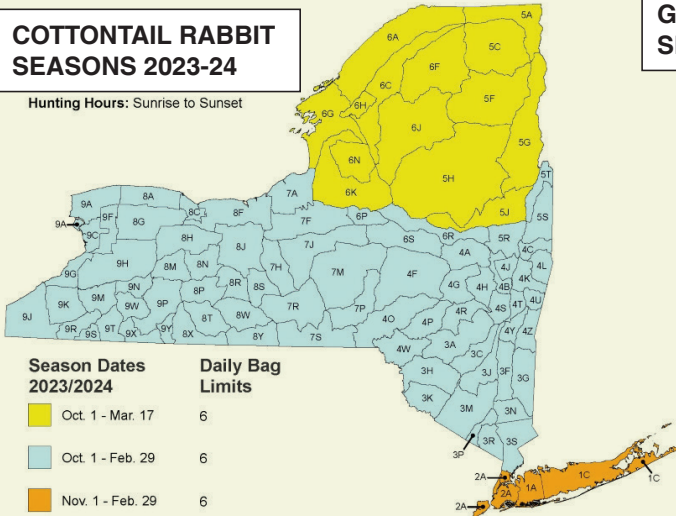 COTTONTAIL RABBIT
SEASONS 2023-24
G
S
Hunting Hours: Sunrise to Sunset
5A
6A
5C
6F
6C
6H
5F
6G
6J
5G
6N
5H
6K
5T
7A
5J
9A
8A
8C
8F
5S
9A
9F
8G
7F
6P
9C
6S
6R
5R
8H
8J
7J
4A
4C
9H
8M
8N
7H
7M
4F
4J
4L
9G
8R
8S
4G
4H
4B
4K
9N
8P
9J
9K
9M
9W
9P
7R
7P
4R
4S
4T
4U
8T
8W
4O
4P
9R
9S
9T
9X
9Y
8X
8Y
7S
4Y
4Z
4W
3A
3C
3H
3J
3F
3G
3K
3M
3N
3P
3R
3S
2A
1C
1C
2A
1A
2A
Season Dates
2023/2024
Daily Bag
Limits
Oct. 1 - Mar. 17 6
Oct. 1 - Feb. 29 6
Nov. 1 - Feb. 29 6